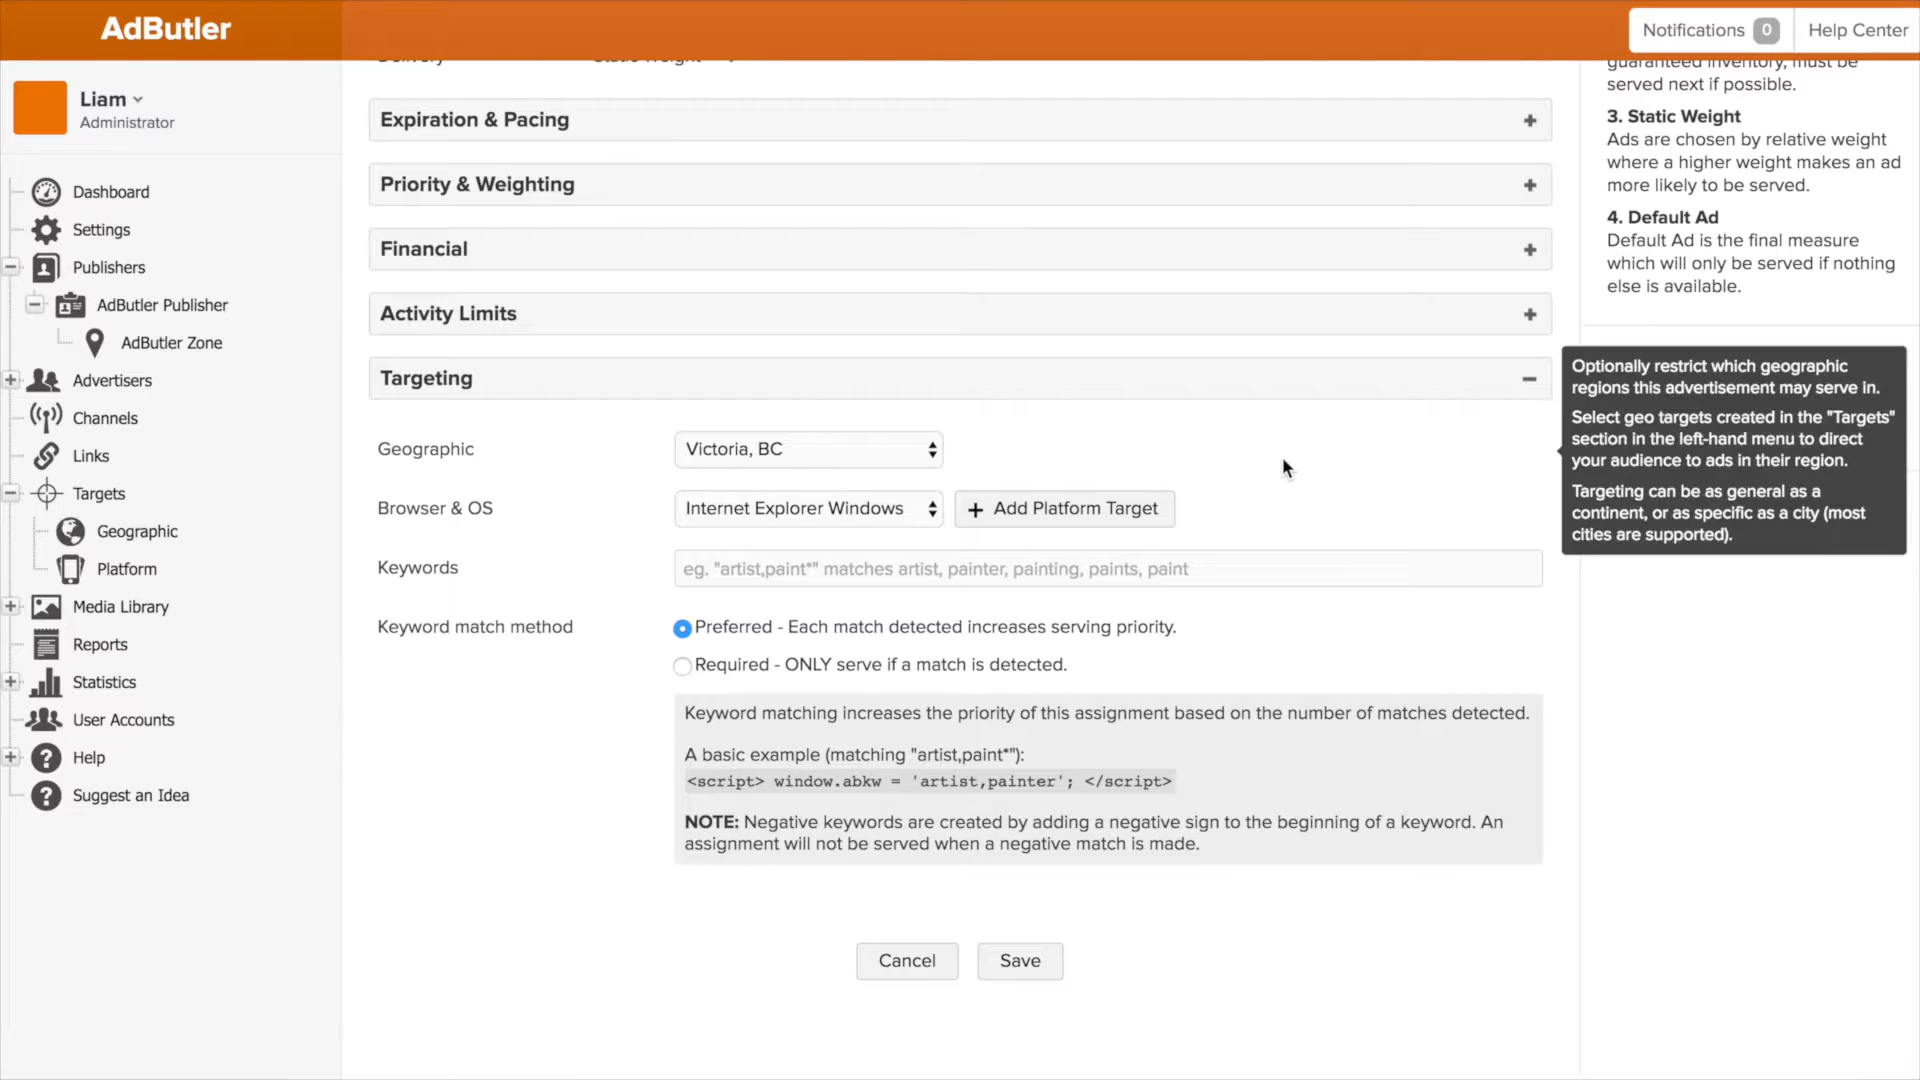 AdButler
Notifications 0
Help Center
Liam
Administrator
Dashboard
Settings
Publishers
AdButler Publisher
AdButler Zone
Advertisers
Channels
Links
Targets
Geographic
Platform
Media Library
Reports
Statistics
User Accounts
Help
Suggest an Idea
Delivery
Static Weight
Expiration & Pacing
Priority & Weighting
Financial
Activity Limits
Targeting
Geographic
Victoria, BC
Browser & OS
Internet Explorer Windows
Add Platform Target
Keywords
eg. "artist,paint*" matches artist, painter, painting, paints, paint
Keyword match method
Preferred - Each match detected increases serving priority.
Required - ONLY serve if a match is detected.
Keyword matching increases the priority of this assignment based on the number of matches detected.
A basic example (matching "artist,paint*"):
<script> window.abkw = 'artist,painter'; </script>
NOTE: Negative keywords are created by adding a negative sign to the beginning of a keyword. An
assignment will not be served when a negative match is made.
Cancel
Save
guaranteed inventory, must be
served next if possible.
3. Static Weight
Ads are chosen by relative weight
where a higher weight makes an ad
more likely to be served.
4. Default Ad
Default Ad is the final measure
which will only be served if nothing
else is available.
Optionally restrict which geographic
regions this advertisement may serve in.
Select geo targets created in the "Targets"
section in the left-hand menu to direct
your audience to ads in their region.
Targeting can be as general as a
continent, or as specific as a city (most
cities are supported).